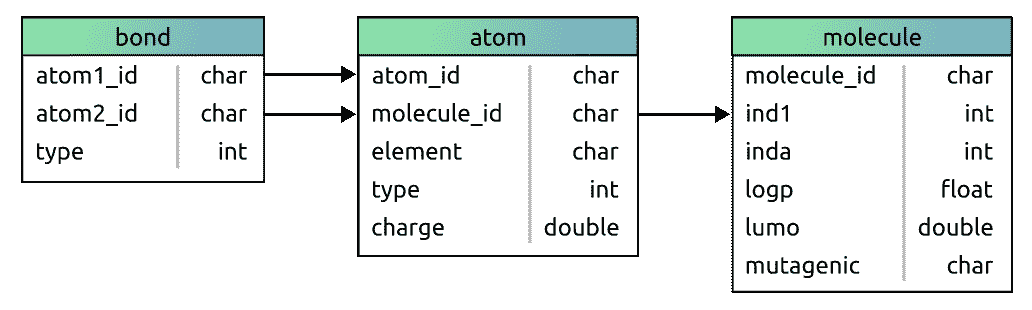 bond
atom1_id char
atom2_id char
type int
atom
atom_id char
molecule_id char
element char
type int
charge double
molecule
molecule_id char
ind1 int
inda int
logp float
lumo double
mutagenic char